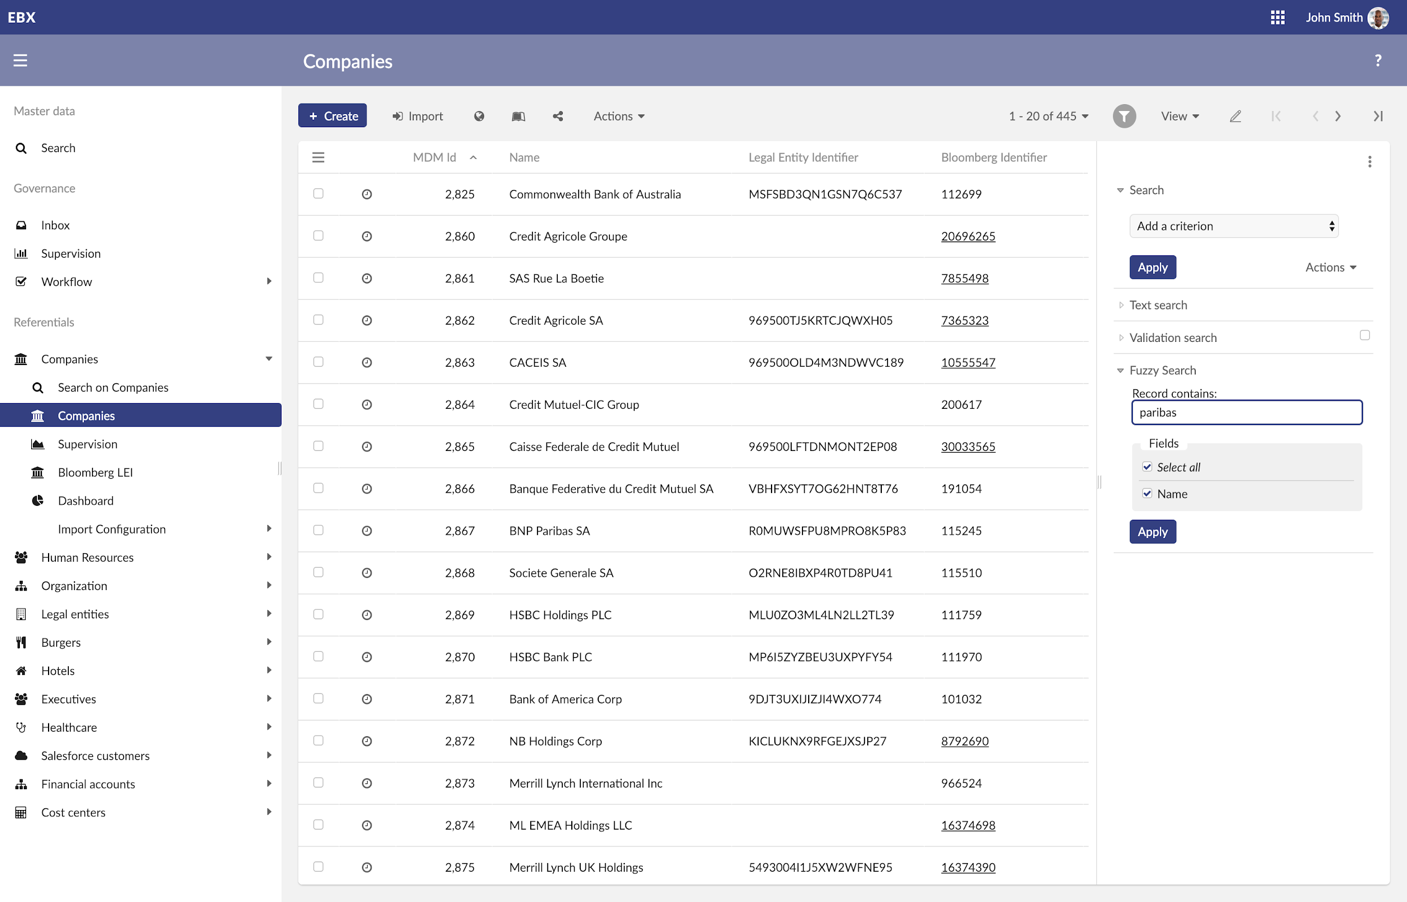 EBX
John Smith
Companies
?
Master data
Search
Governance
Inbox
Supervision
Workflow
Referentials
Companies
Search on Companies
Companies
Supervision
Bloomberg LEI
Dashboard
Import Configuration
Human Resources
Organization
Legal entities
Burgers
Hotels
Executives
Healthcare
Salesforce customers
Financial accounts
Cost centers
+ Create Import Actions 1 - 20 of 445 View
MDM Id Name Legal Entity Identifier Bloomberg Identifier
2,825 Commonwealth Bank of Australia MSFSBD3QN1GSN7Q6C537 112699
2,860 Credit Agricole Groupe 20696265
2,861 SAS Rue La Boetie 7855498
2,862 Credit Agricole SA 969500TJ5KRTCJQWXH05 7365323
2,863 CACEIS SA 969500OLD4M3NDWVC189 10555547
2,864 Credit Mutuel-CIC Group 200617
2,865 Caisse Federale de Credit Mutuel 969500LFTDNMONT2EP08 30033565
2,866 Banque Federative du Credit Mutuel SA VBHFXSYT7OG62HNT8T76 191054
2,867 BNP Paribas SA R0MUWSFPU8MPRO8K5P83 115245
2,868 Societe Generale SA O2RNE8IBXP4R0TD8PU41 115510
2,869 HSBC Holdings PLC MLU0ZO3ML4LN2LL2TL39 111759
2,870 HSBC Bank PLC MP6I5ZYZBEU3UXPYFY54 111970
2,871 Bank of America Corp 9DJT3UXIJIZJI4WXO774 101032
2,872 NB Holdings Corp KICLUKNX9RFGEJXSJP27 8792690
2,873 Merrill Lynch International Inc 966524
2,874 ML EMEA Holdings LLC 16374698
2,875 Merrill Lynch UK Holdings 5493004I1J5XW2WFNE95 16374390
Search
Add a criterion
Apply Actions
Text search
Validation search
Fuzzy Search
Record contains:
paribas
Fields
Select all
Name
Apply